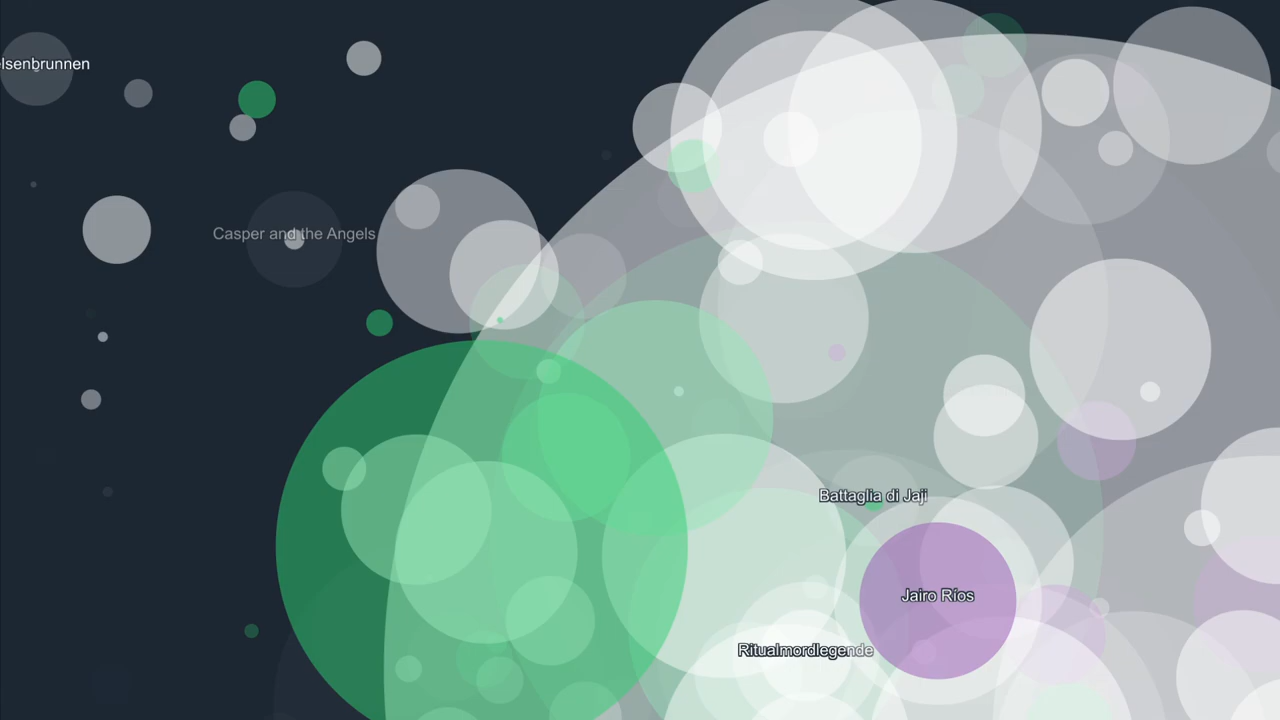 lsenbrunnen
Casper and the Angels
Battaglia di Jaji
Jairo Ríos
Ritualmordlegende